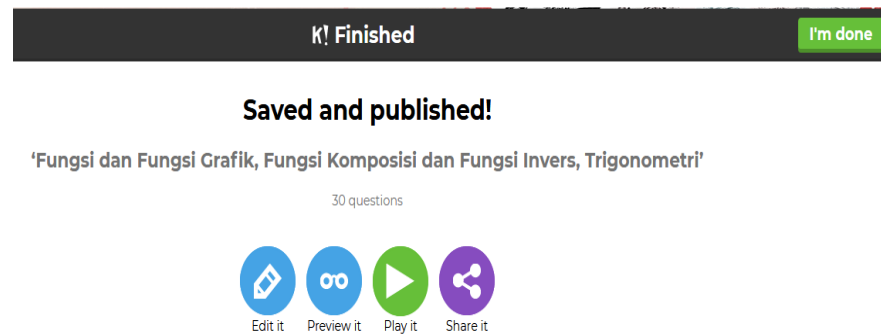 K! Finished
I'm done
Saved and published!
‘Fungsi dan Fungsi Grafik, Fungsi Komposisi dan Fungsi Invers, Trigonometri’
30 questions
Edit it Preview it Play it Share it